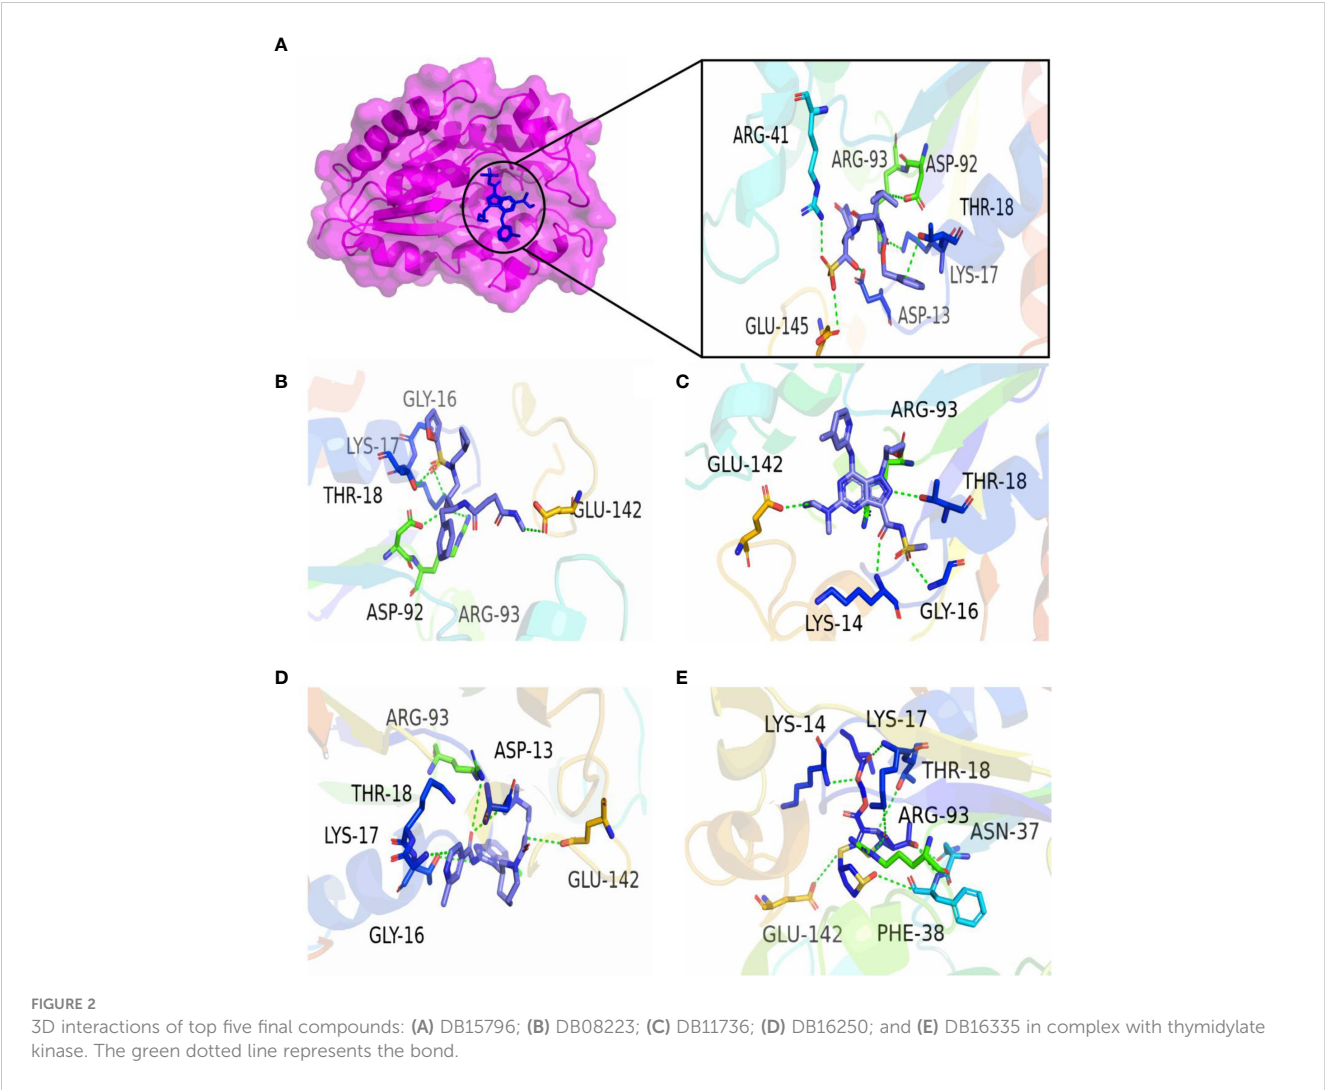 A
ARG-41
ARG-93
ASP-92
THR-18
LYS-17
ASP-13
GLU-145
B
GLY-16
LYS-17
THR-18
GLU-142
ASP-92
ARG-93
C
ARG-93
GLU-142
THR-18
LYS-14
GLY-16
D
ARG-93
ASP-13
THR-18
LYS-17
GLU-142
GLY-16
E
LYS-14
LYS-17
THR-18
ARG-93
ASN-37
GLU-142
PHE-38
FIGURE 2
3D interactions of top five final compounds: (A) DB15796; (B) DB08223; (C) DB11736; (D) DB16250; and (E) DB16335 in complex with thymidylate
kinase. The green dotted line represents the bond.